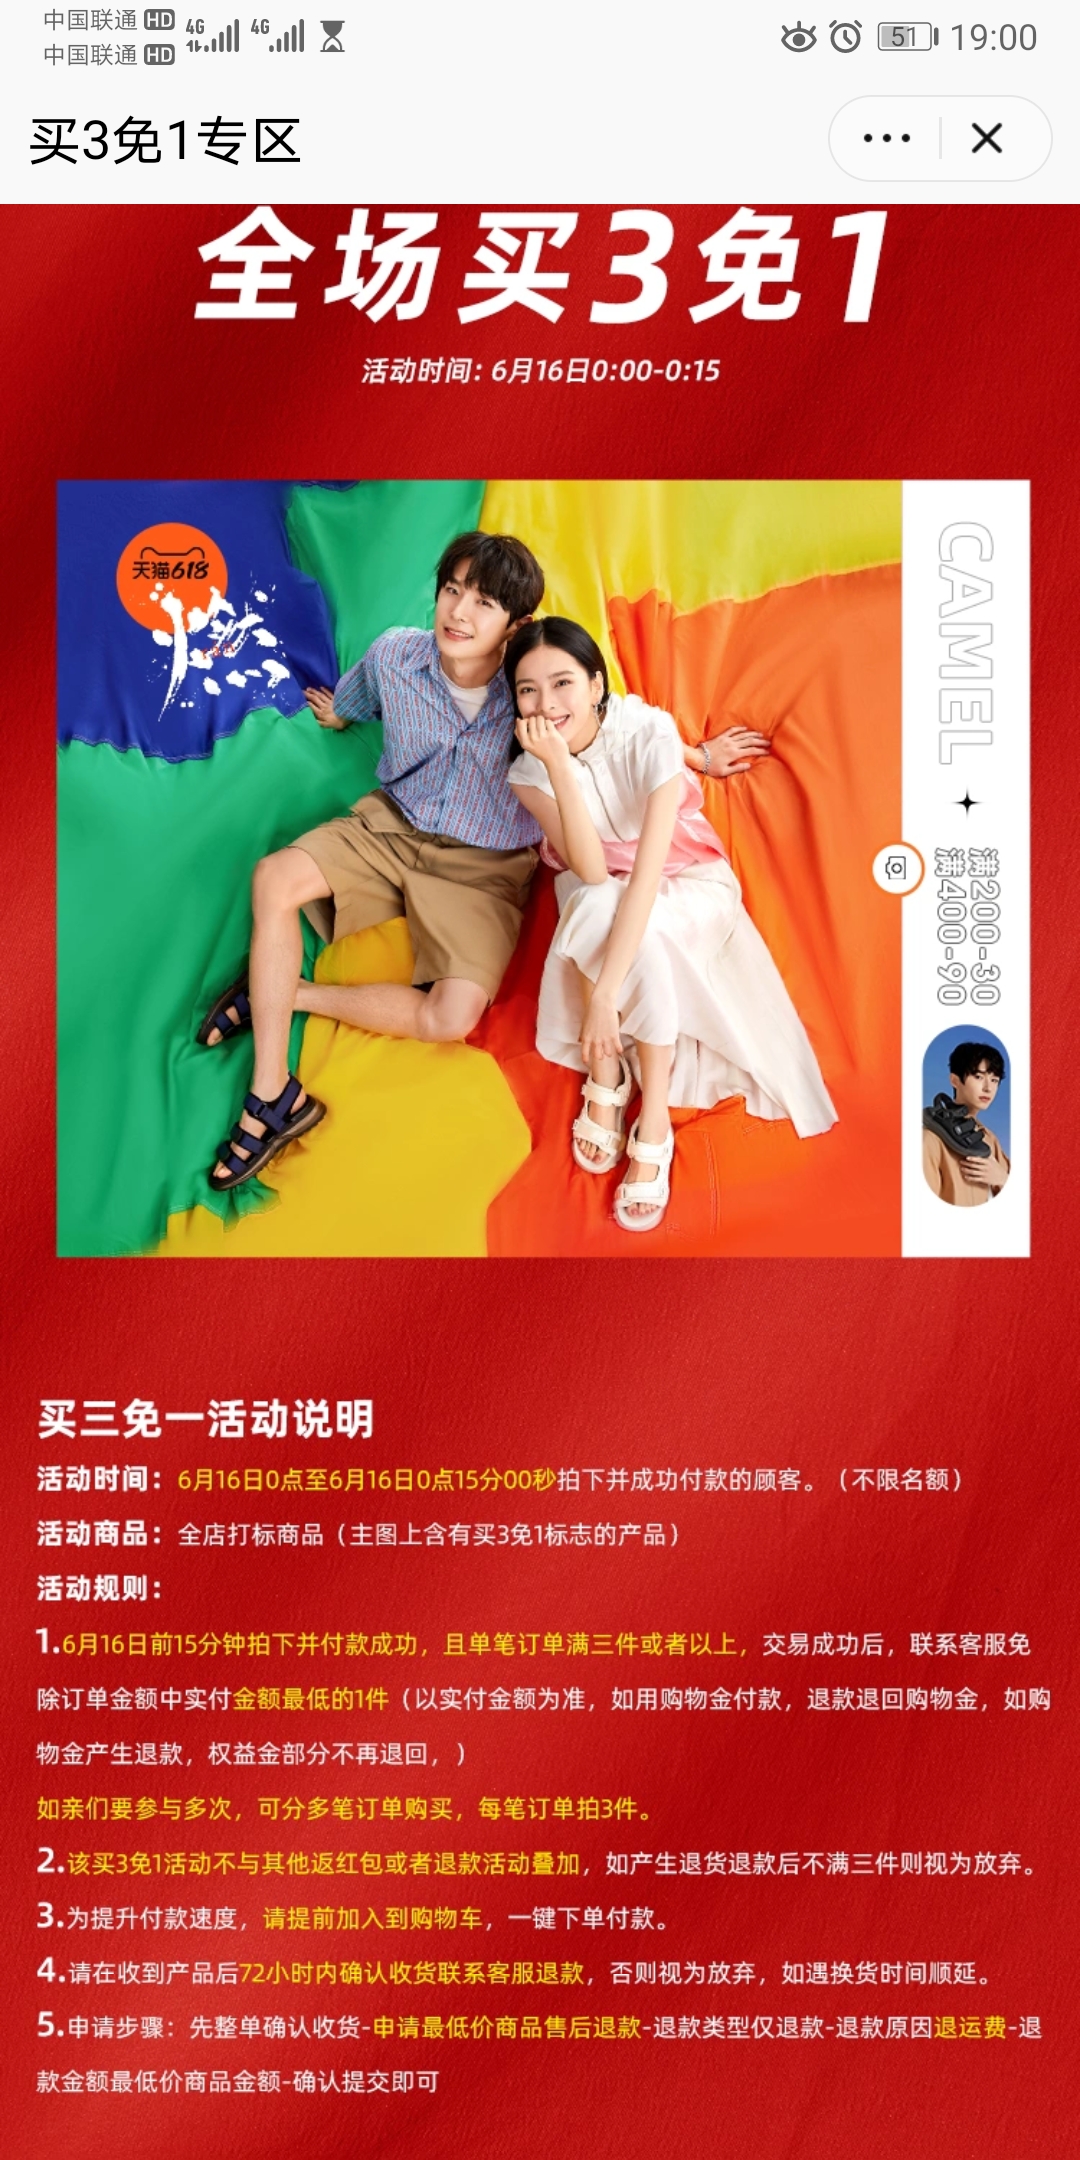 中国联通 HD 4G 4G
中国联通 HD
51 19:00
买3免1专区
全场买3免1
活动时间: 6月16日0:00-0:15
天猫618
燃
CAMEL
满200-30
满400-90
买三免一活动说明
活动时间：6月16日0点至6月16日0点15分00秒拍下并成功付款的顾客。（不限名额）
活动商品：全店打标商品（主图上含有买3免1标志的产品）
活动规则：
1.6月16日前15分钟拍下并付款成功，且单笔订单满三件或者以上，交易成功后，联系客服免
除订单金额中实付金额最低的1件（以实付金额为准，如用购物金付款，退款退回购物金，如购
物金产生退款，权益金部分不再退回，）
如亲们要参与多次，可分多笔订单购买，每笔订单拍3件。
2.该买3免1活动不与其他返红包或者退款活动叠加，如产生退货退款后不满三件则视为放弃。
3.为提升付款速度，请提前加入到购物车，一键下单付款。
4.请在收到产品后72小时内确认收货联系客服退款，否则视为放弃，如遇换货时间顺延。
5.申请步骤：先整单确认收货-申请最低价商品售后退款-退款类型仅退款-退款原因退运费-退
款金额最低价商品金额-确认提交即可